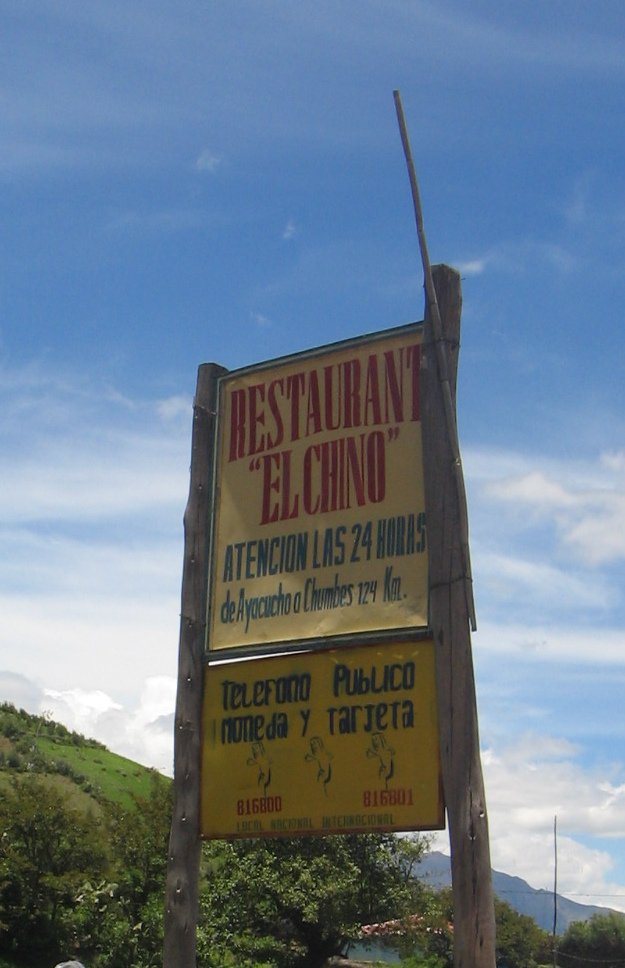 RESTAURANT
"EL CHINO"
ATENCION LAS 24 HORAS
de Ayacucho a Chumbes 124 Km.
TELEFONO PUBLICO
MONEDA Y TARJETA
816800 816801
LOCAL NACIONAL INTERNACIONAL